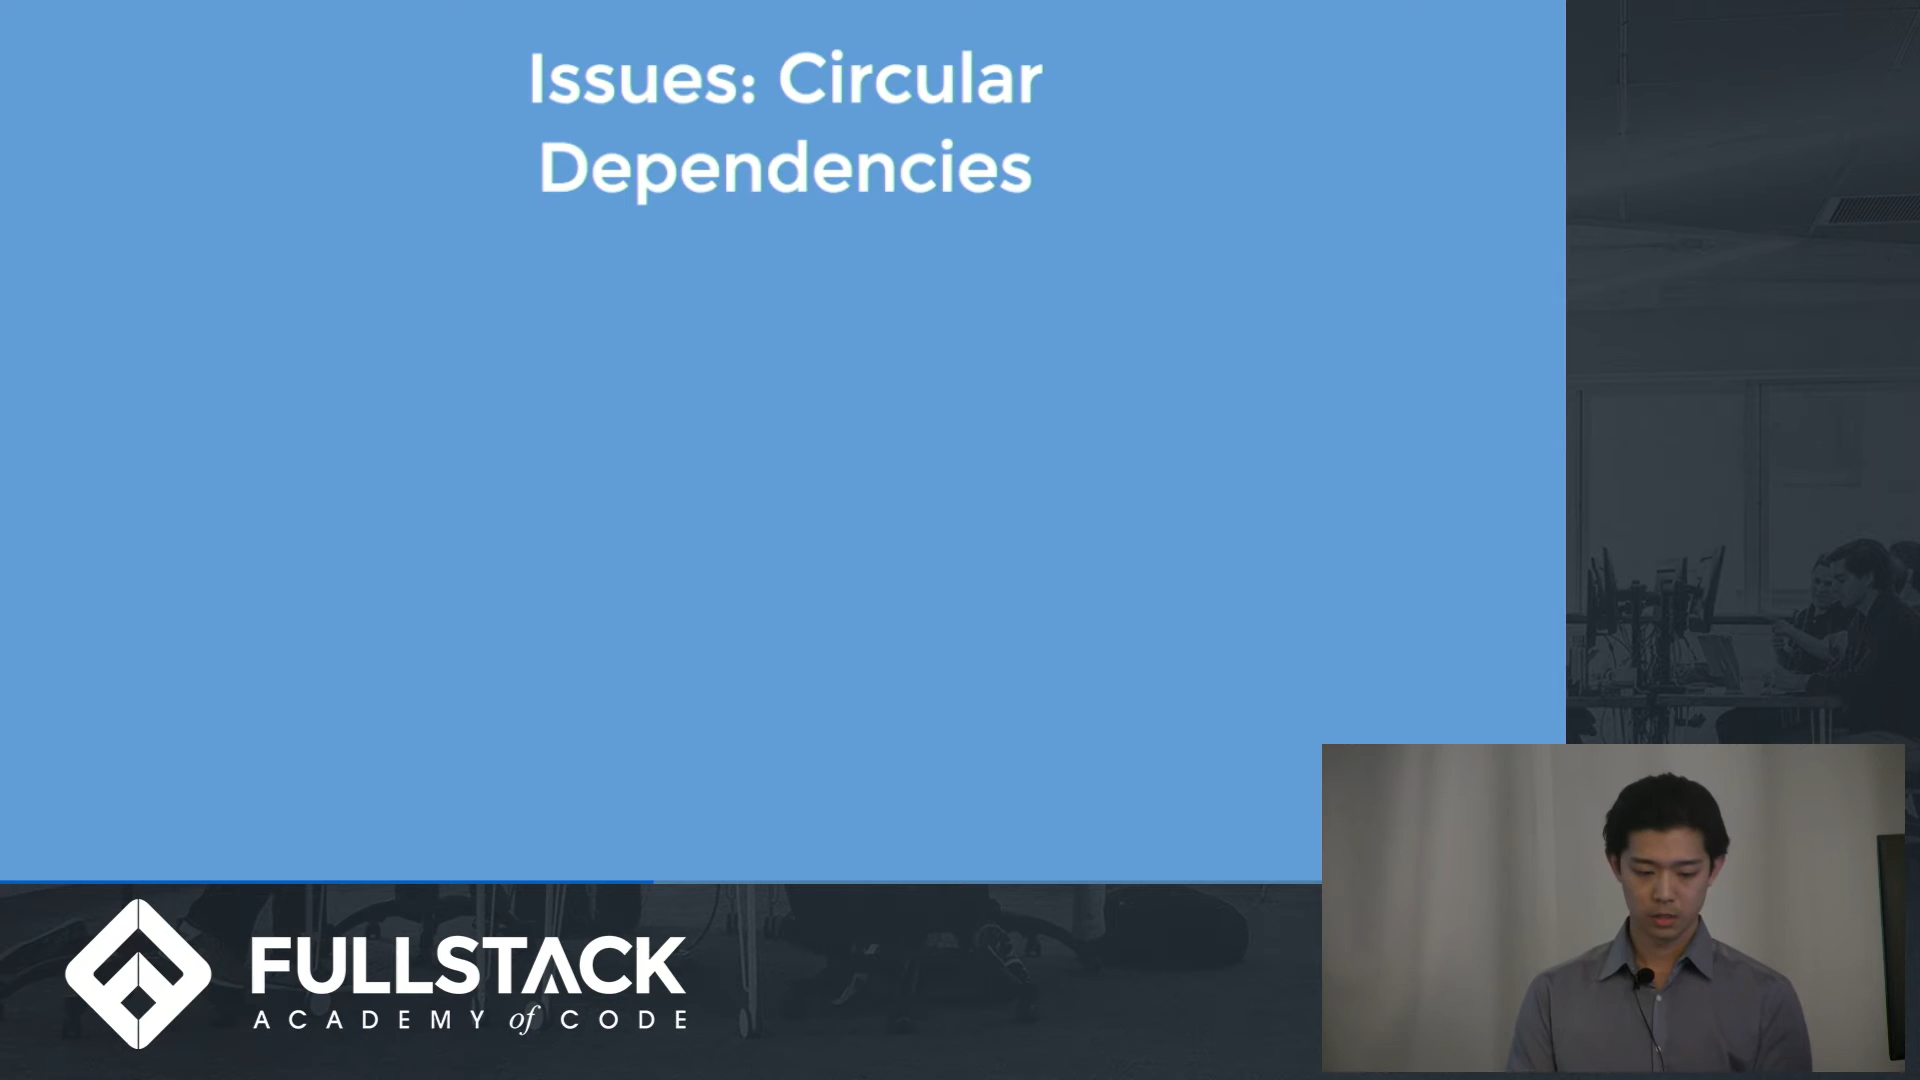 Issues: Circular
Dependencies
FULLSTACK
ACADEMY of CODE